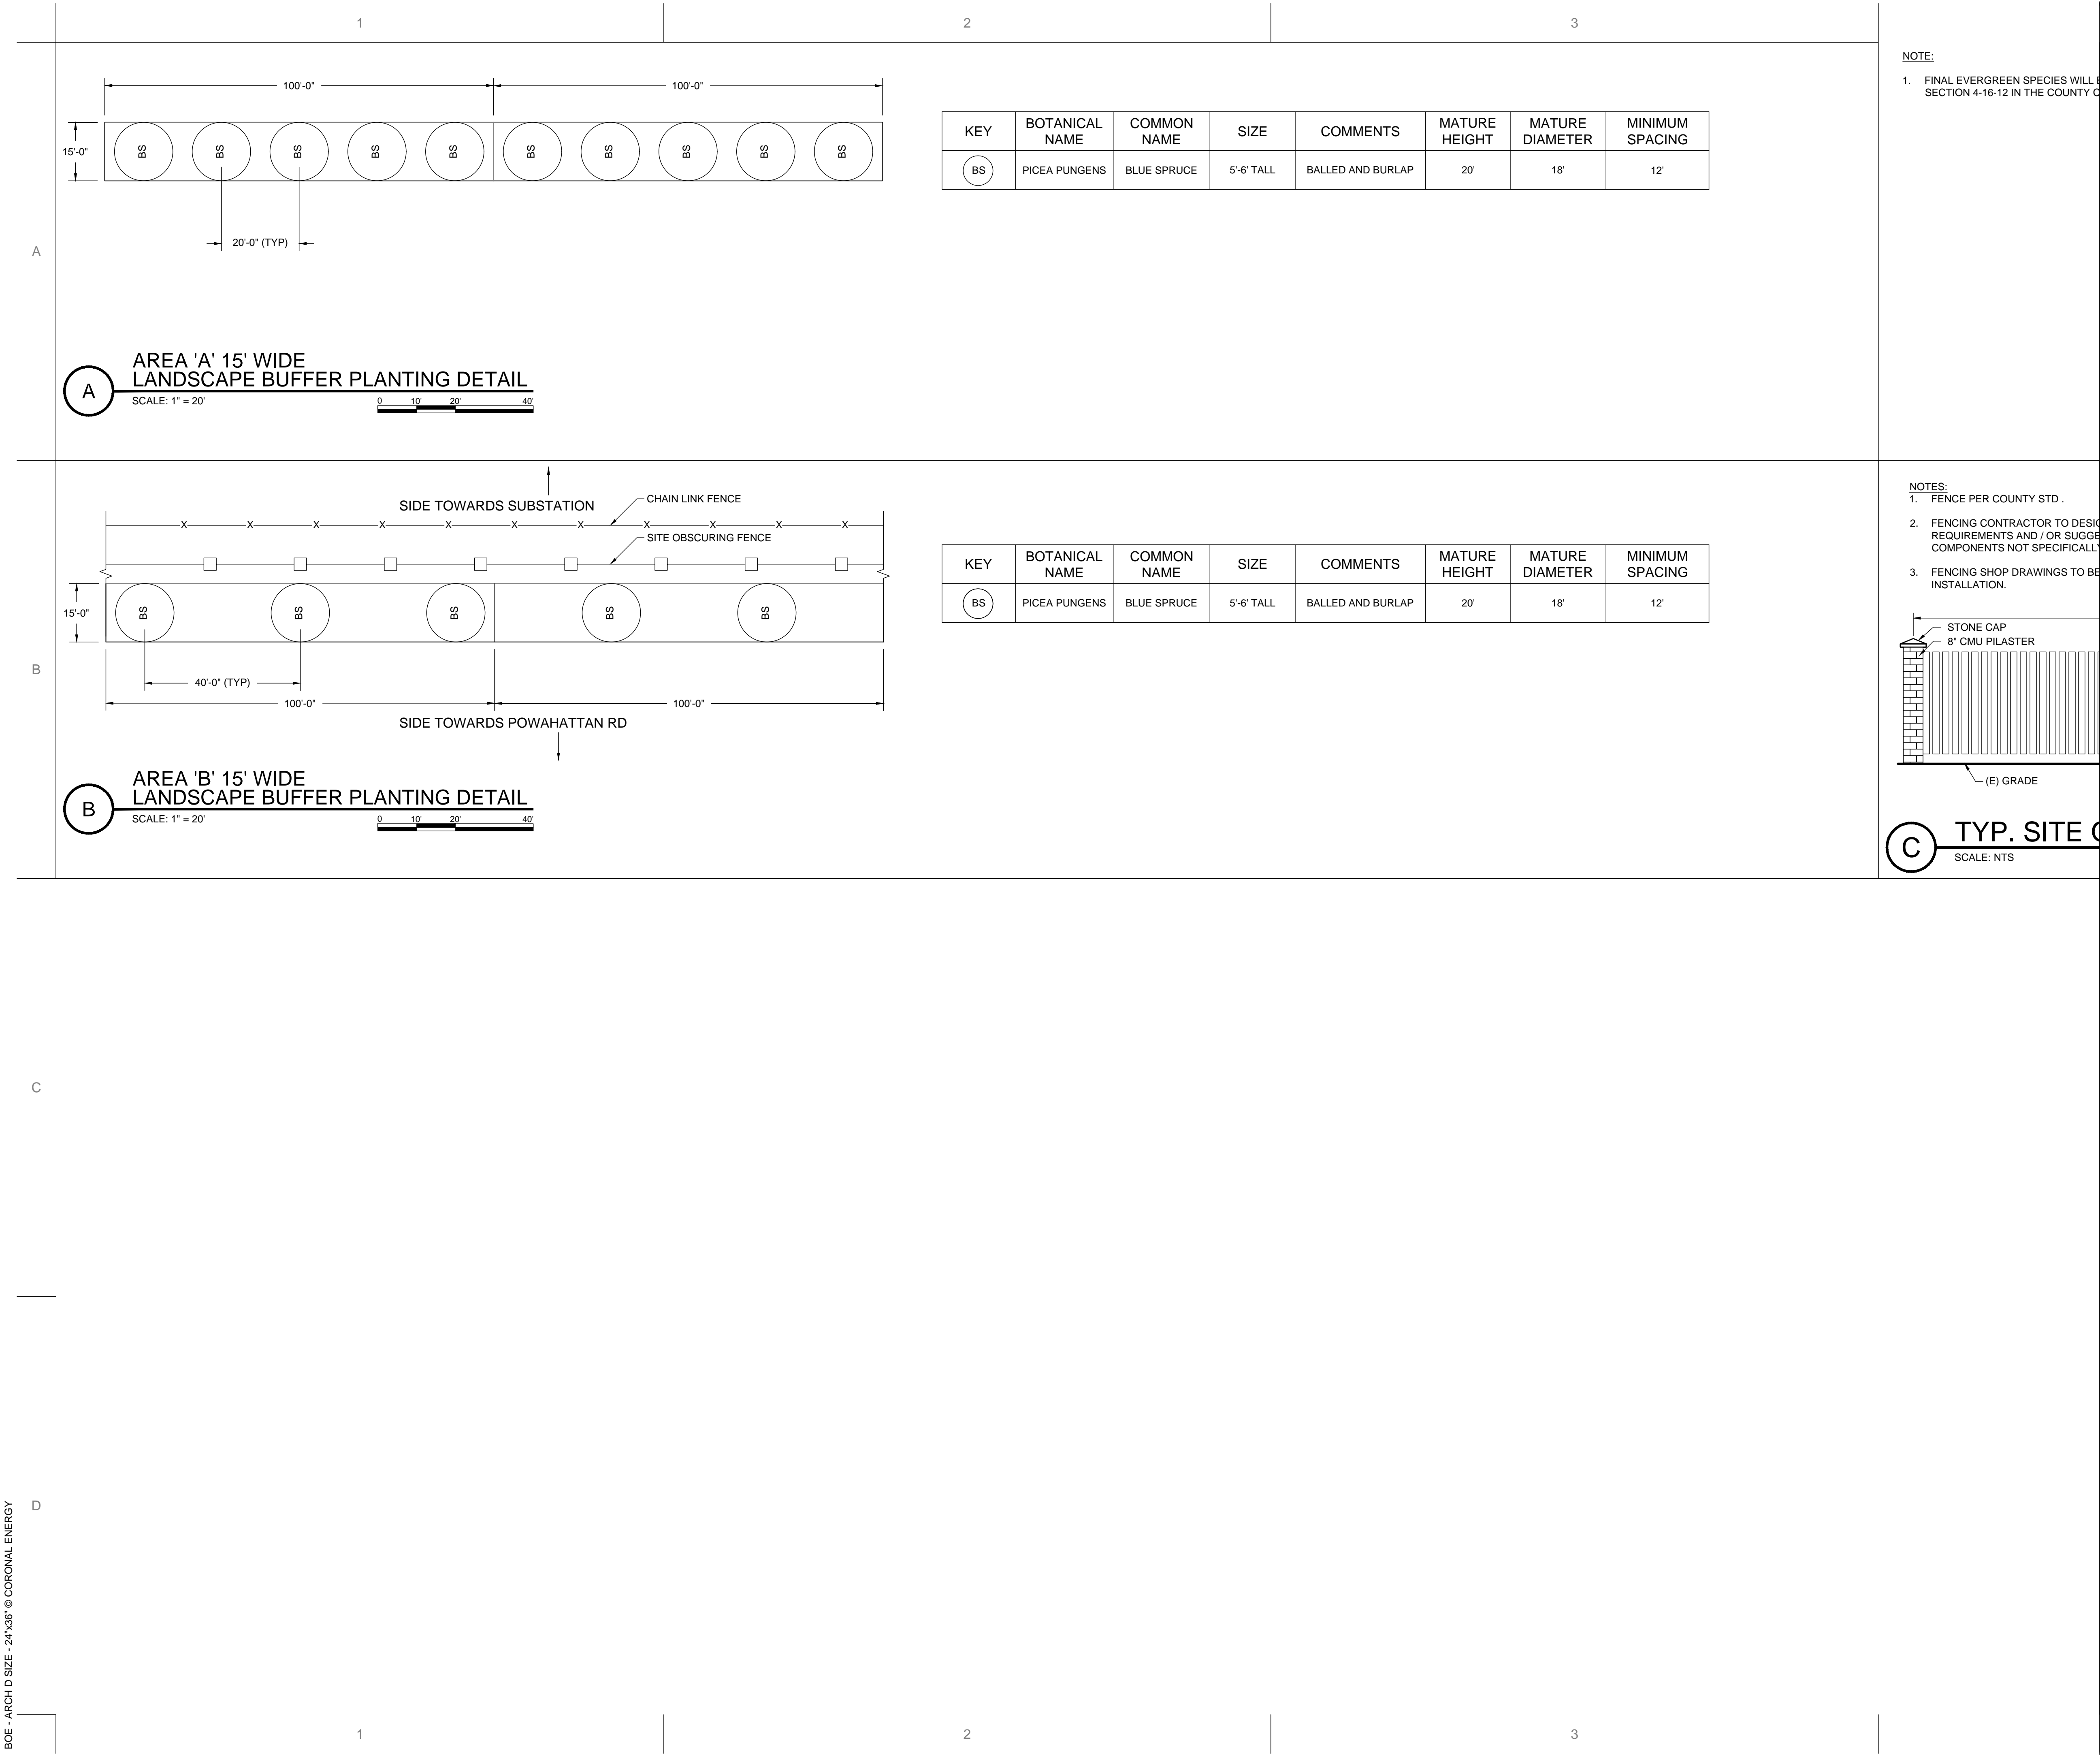 1
2
3
100'-0"
100'-0"
15'-0"
BS
BS
BS
BS
BS
BS
BS
BS
BS
BS
20'-0" (TYP)
A
KEY
BOTANICAL
NAME
COMMON
NAME
SIZE
COMMENTS
MATURE
HEIGHT
MATURE
DIAMETER
MINIMUM
SPACING
BS
PICEA PUNGENS
BLUE SPRUCE
5'-6' TALL
BALLED AND BURLAP
20'
18'
12'
NOTE:
1. FINAL EVERGREEN SPECIES WILL
SECTION 4-16-12 IN THE COUNTY
A
AREA 'A' 15' WIDE
LANDSCAPE BUFFER PLANTING DETAIL
SCALE: 1" = 20'
0 10' 20' 40'
SIDE TOWARDS SUBSTATION
CHAIN LINK FENCE
X X X X X X X X X X X
SITE OBSCURING FENCE
15'-0"
BS
BS
BS
BS
BS
40'-0" (TYP)
100'-0"
100'-0"
SIDE TOWARDS POWAHATTAN RD
B
KEY
BOTANICAL
NAME
COMMON
NAME
SIZE
COMMENTS
MATURE
HEIGHT
MATURE
DIAMETER
MINIMUM
SPACING
BS
PICEA PUNGENS
BLUE SPRUCE
5'-6' TALL
BALLED AND BURLAP
20'
18'
12'
B
AREA 'B' 15' WIDE
LANDSCAPE BUFFER PLANTING DETAIL
SCALE: 1" = 20'
0 10' 20' 40'
NOTES:
1. FENCE PER COUNTY STD .
2. FENCING CONTRACTOR TO
REQUIREMENTS AND / OR
COMPONENTS NOT
3. FENCING SHOP DRAWINGS TO BE
INSTALLATION.
STONE CAP
8" CMU PILASTER
(E) GRADE
C
TYP. SITE
SCALE: NTS
C
D
BOE - ARCH D SIZE - 24"x36" © CORONAL ENERGY
1
2
3